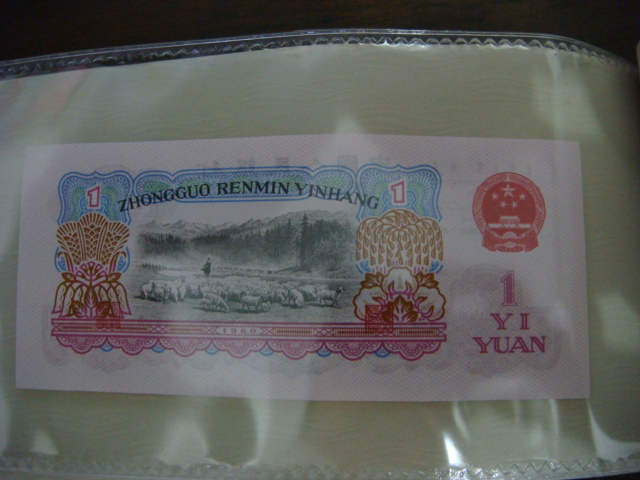 1
ZHONGGUO RENMIN YINHANG
1
1960
1
YI
YUAN